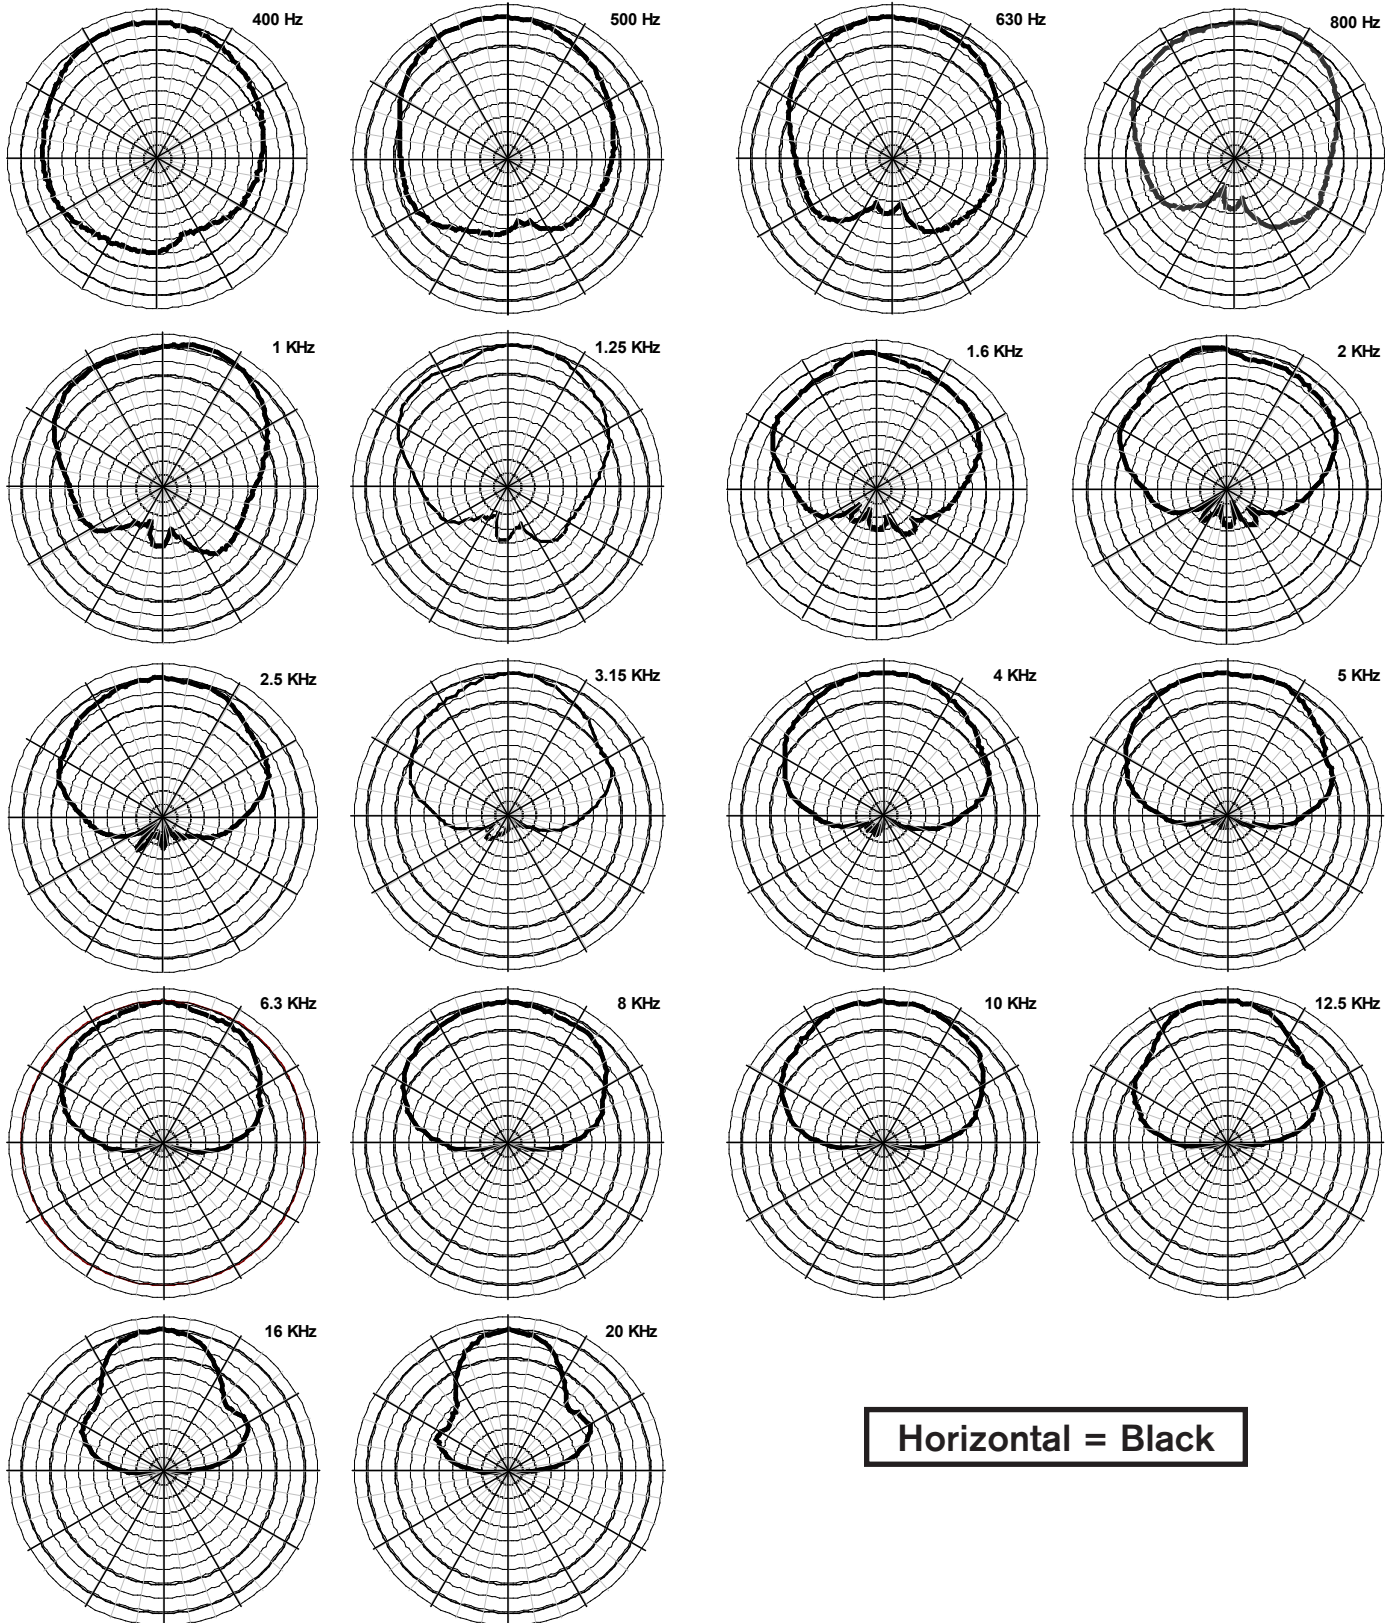 400 Hz
500 Hz
630 Hz
800 Hz
1 KHz
1.25 KHz
1.6 KHz
2 KHz
2.5 KHz
3.15 KHz
4 KHz
5 KHz
6.3 KHz
8 KHz
10 KHz
12.5 KHz
16 KHz
20 KHz
Horizontal = Black